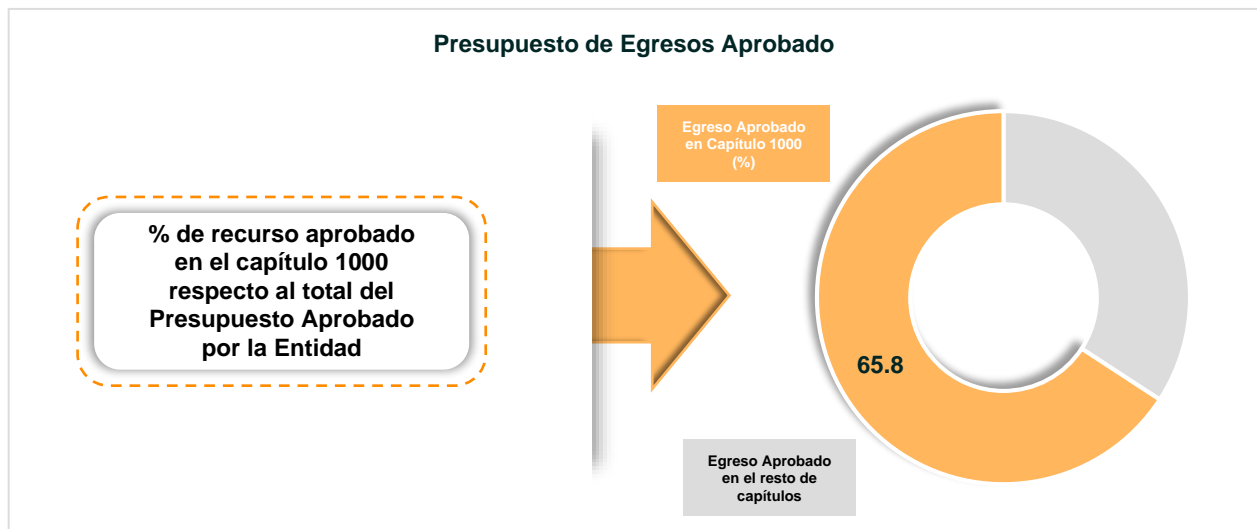 Presupuesto de Egresos Aprobado
% de recurso aprobado
en el capítulo 1000
respecto al total del
Presupuesto Aprobado
por la Entidad
Egreso Aprobado
en Capítulo 1000
(%)
65.8
Egreso Aprobado
en el resto de
capítulos